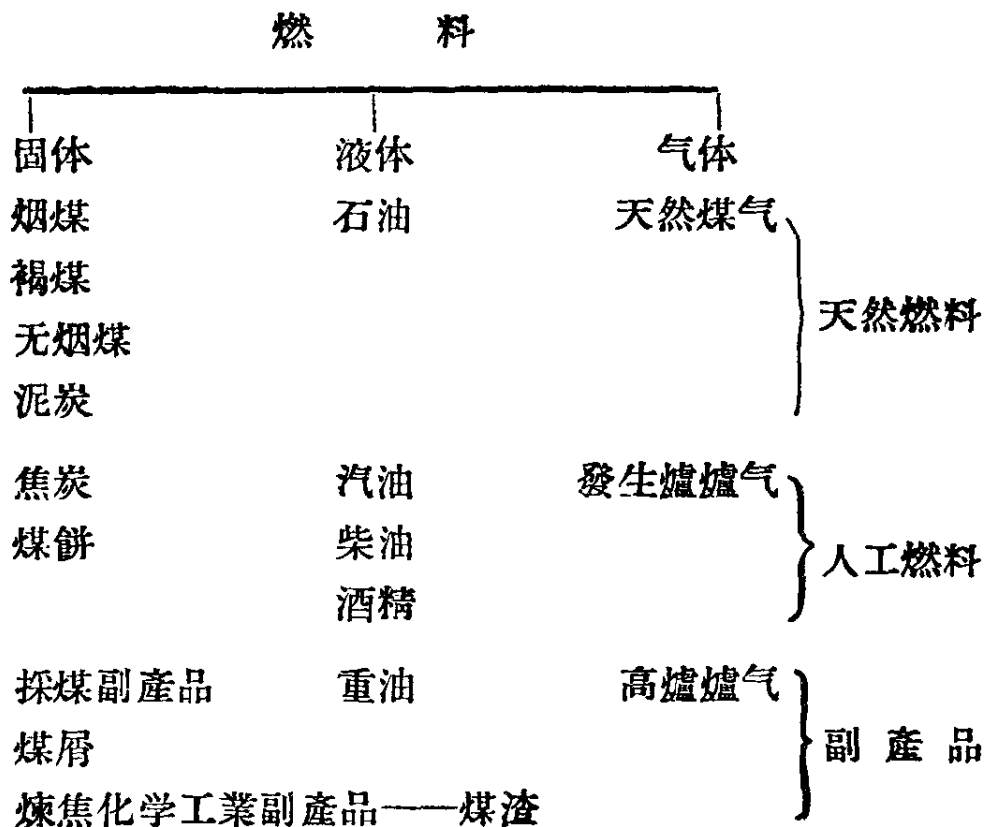 燃 料
固体 液体 气体
烟煤 石油 天然煤气
褐煤
天然燃料
无烟煤
泥炭
焦炭 汽油 發生爐爐气
煤餅 柴油
人工燃料
酒精
採煤副產品 重油 高爐爐气
煤屑
副產品
煉焦化学工業副產品——煤渣